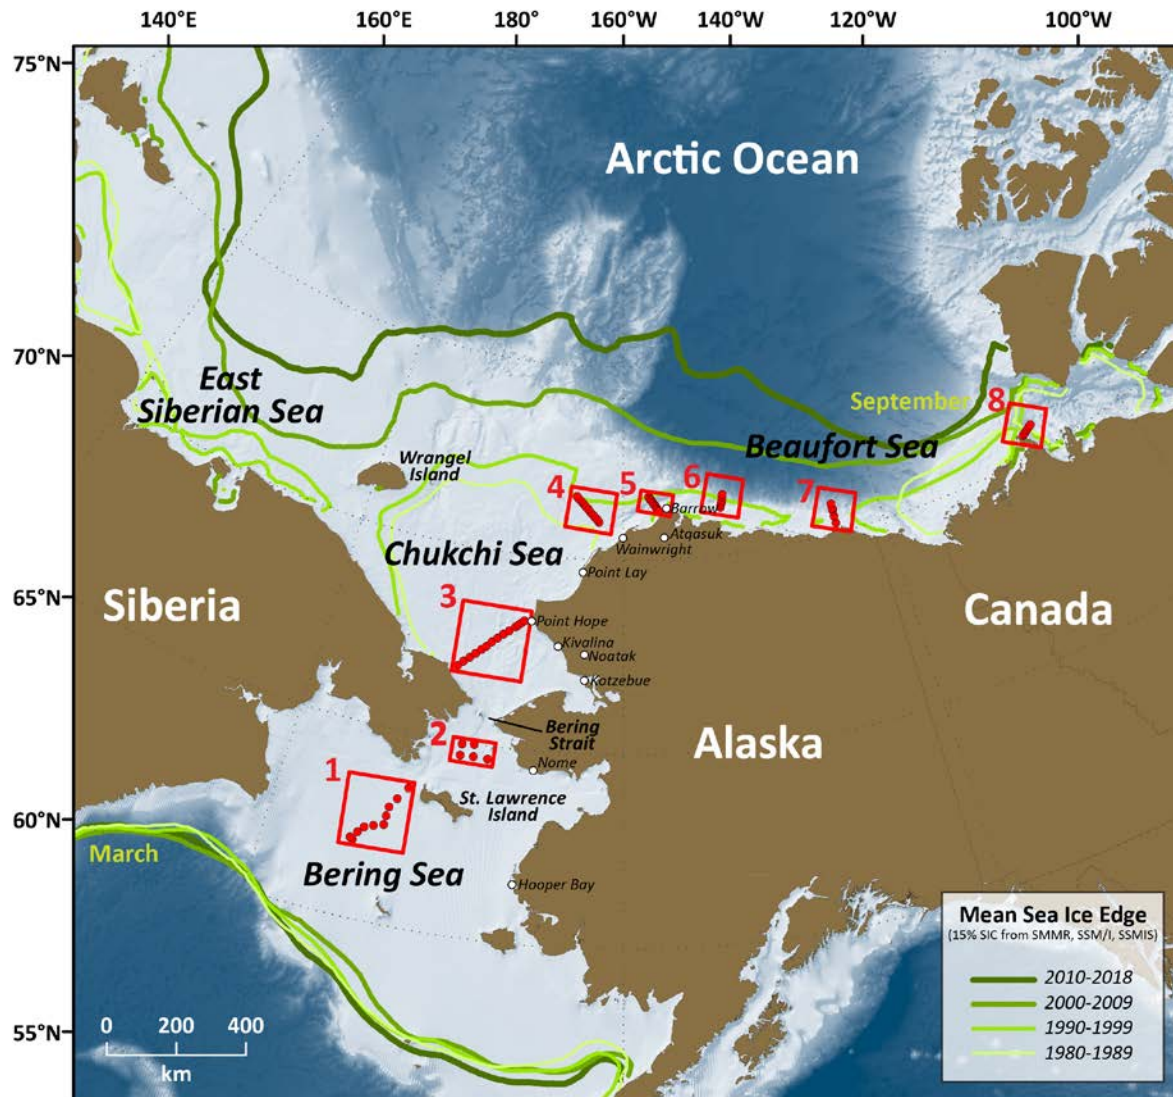 140°E 160°E 180° 160°W 140°W 120°W 100°W
75°N
Arctic Ocean
70°N
East
Siberian Sea
September
8
Beaufort Sea
Wrangel
Island
4
5
6
7
Barrow
Wainwright
Atqasuk
Chukchi Sea
Point Lay
65°N
Siberia
3
Point Hope
Canada
Kivalina
Noatak
Kotzebue
2
Bering
Strait
Alaska
Nome
1
St. Lawrence
Island
60°N
March
Bering Sea
Hooper Bay
55°N
0 200 400
km
Mean Sea Ice Edge
(15% SIC from SMMR, SSM/I, SSMIS)
2010-2018
2000-2009
1990-1999
1980-1989